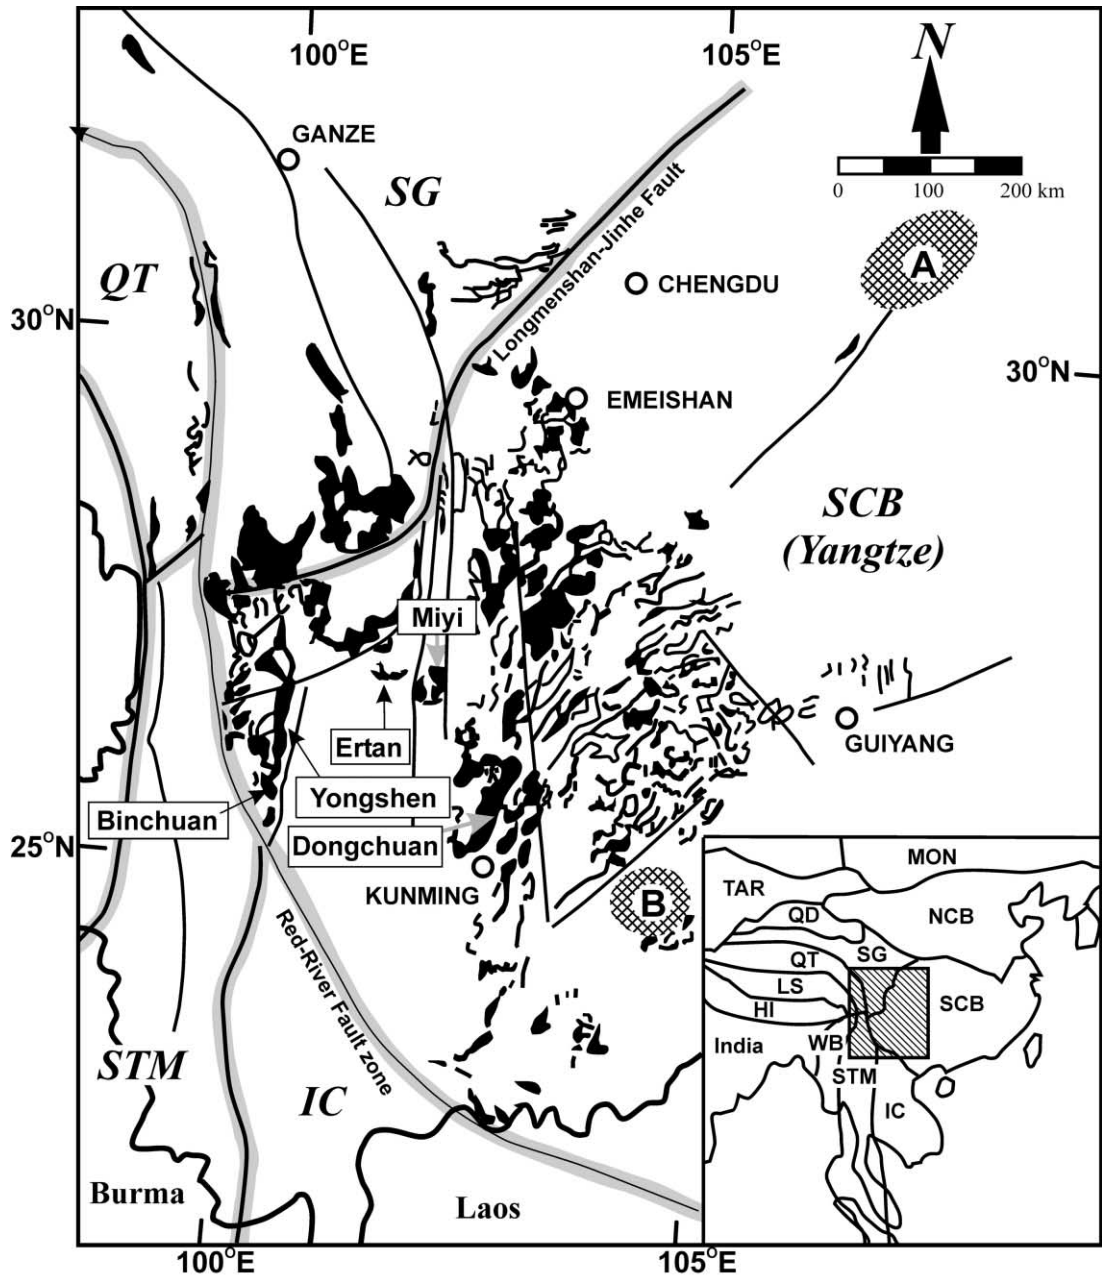 100°E
105°E
N
GANZE
SG
0 100 200 km
Longmenshan-Jinhe Fault
A
QT
CHENGDU
30°N
30°N
EMEISHAN
SCB
(Yangtze)
Miyi
Ertan
GUIYANG
Yongshen
Binchuan
Dongchuan
25°N
KUNMING
B
Red-River Fault zone
STM
IC
Burma
Laos
100°E
105°E
MON
TAR
QD
NCB
SG
QT
LS
HI
SCB
India
WB
STM
IC